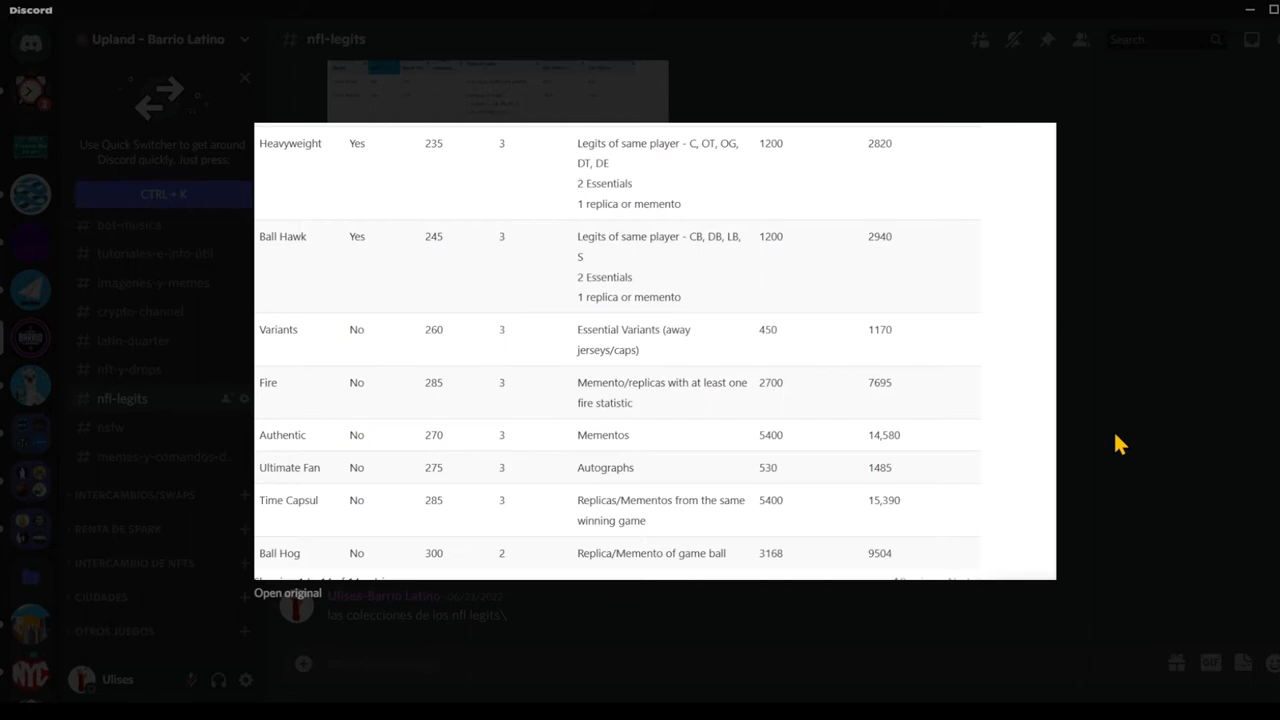 Discord
Upland – Barrio Latino
nfl-legits
Search
Use Quick Switcher to get around
Discord quickly. Just press:
CTRL + K
bot-musica
tutoriales-e-info-util
imagenes-y-memes
crypto-channel
latin-quarter
nft-y-drops
nfl-legits
nsfw
memes-y-comandos-d...
INTERCAMBIOS/SWAPS
RENTA DE SPARK
INTERCAMBIO DE NFTS
CIUDADES
OTROS JUEGOS
Ulises
Heavyweight Yes 235 3 Legits of same player - C, OT, OG, 1200 2820
DT, DE
2 Essentials
1 replica or memento
Ball Hawk Yes 245 3 Legits of same player - CB, DB, LB, 1200 2940
S
2 Essentials
1 replica or memento
Variants No 260 3 Essential Variants (away 450 1170
jerseys/caps)
Fire No 285 3 Memento/replicas with at least one 2700 7695
fire statistic
Authentic No 270 3 Mementos 5400 14,580
Ultimate Fan No 275 3 Autographs 530 1485
Time Capsul No 285 3 Replicas/Mementos from the same 5400 15,390
winning game
Ball Hog No 300 2 Replica/Memento of game ball 3168 9504
Open original
Ulises-Barrio Latino 06/23/2022
las colecciones de los nfl legits\
GIF
NYC